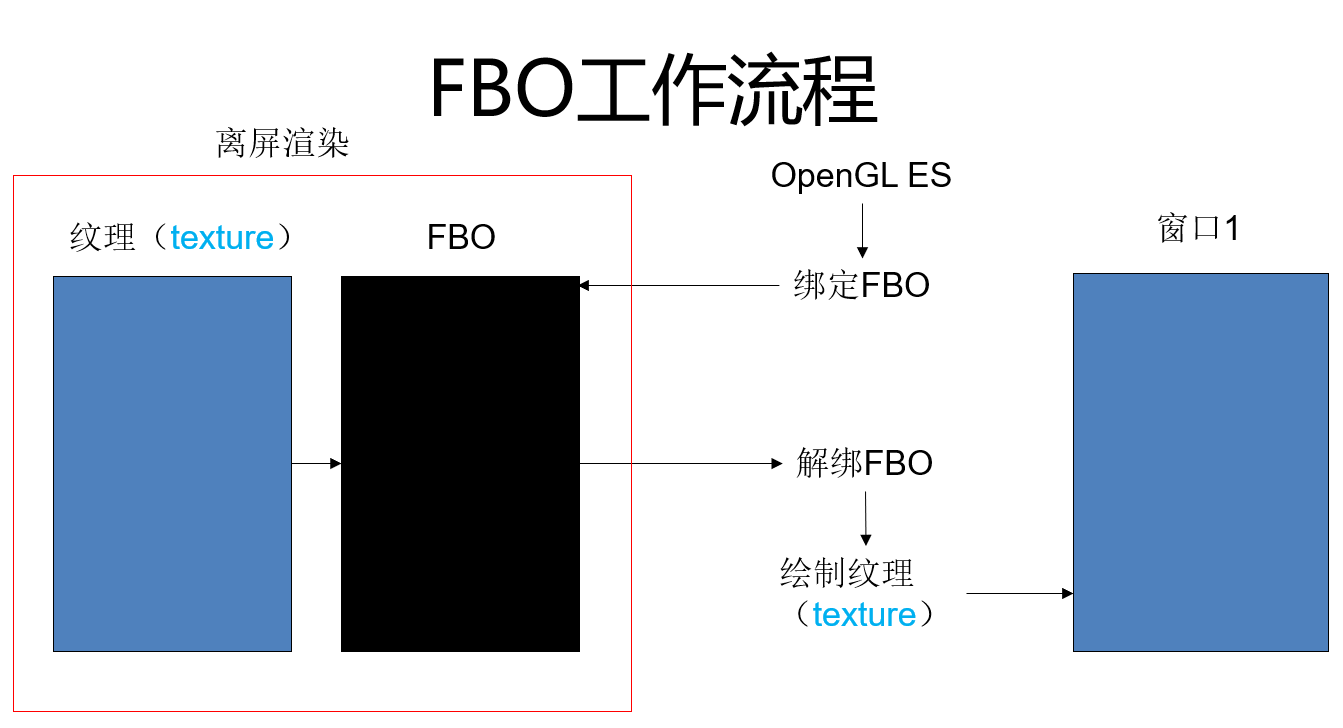 FBO工作流程
离屏渲染
OpenGL ES
纹理（texture）
FBO
窗口1
绑定FBO
解绑FBO
绘制纹理
（texture）